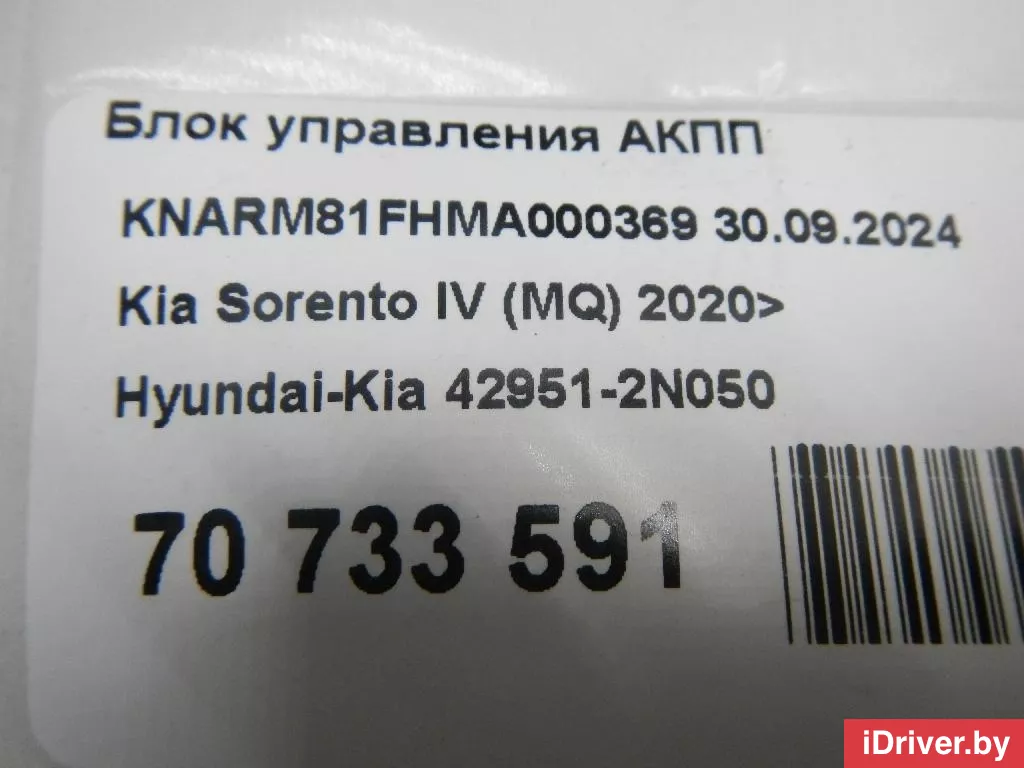 Блок управления АКПП
KNARM81FHMA000369 30.09.2024
Kia Sorento IV (MQ) 2020>
Hyundai-Kia 42951-2N050
70 733 591
iDriver.by